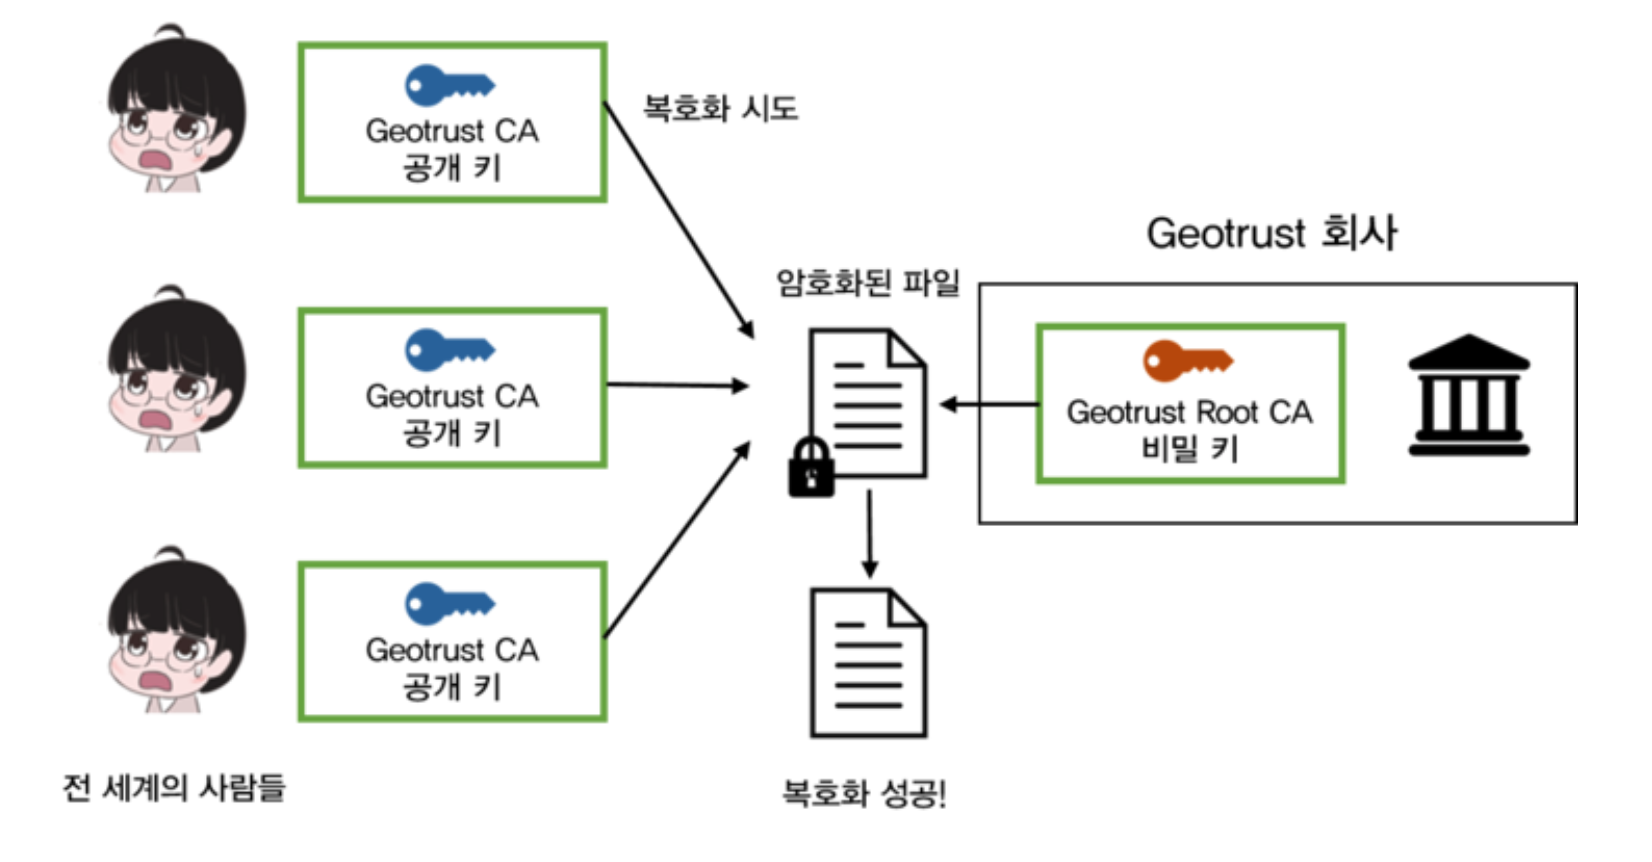 Geotrust CA
공개 키
복호화 시도
Geotrust 회사
암호화된 파일
Geotrust CA
공개 키
Geotrust Root CA
비밀 키
Geotrust CA
공개 키
전 세계의 사람들
복호화 성공!